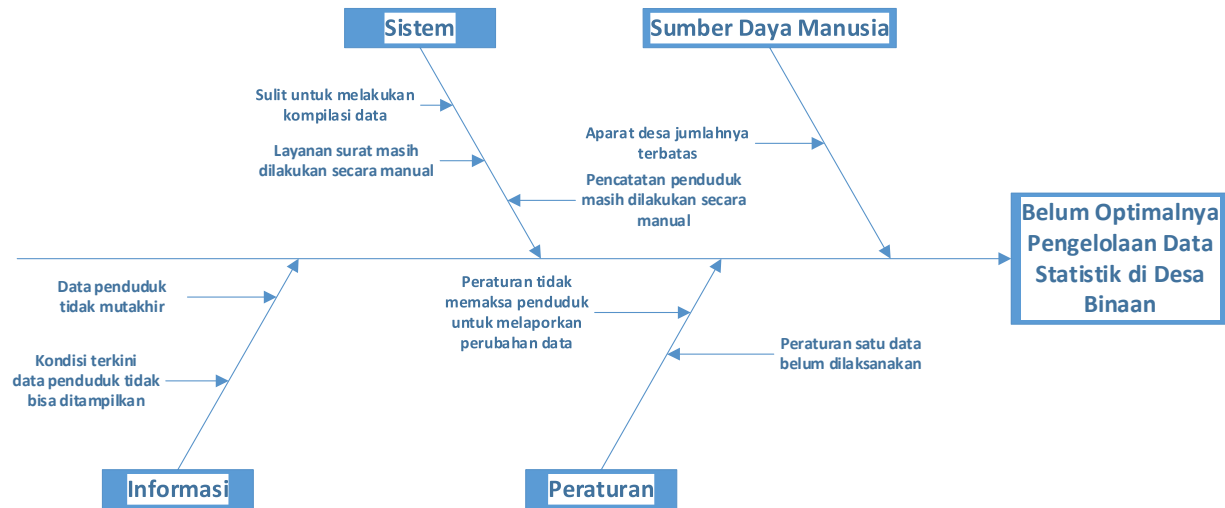 Sistem
Sumber Daya Manusia
Sulit untuk melakukan
kompilasi data
Layanan surat masih
dilakukan secara manual
Aparat desa jumlahnya
terbatas
Pencatatan penduduk
masih dilakukan secara
manual
Belum Optimalnya
Pengelolaan Data
Statistik di Desa
Binaan
Data penduduk
tidak mutakhir
Kondisi terkini
data penduduk tidak
bisa ditampilkan
Peraturan tidak
memaksa penduduk
untuk melaporkan
perubahan data
Peraturan satu data
belum dilaksanakan
Informasi
Peraturan